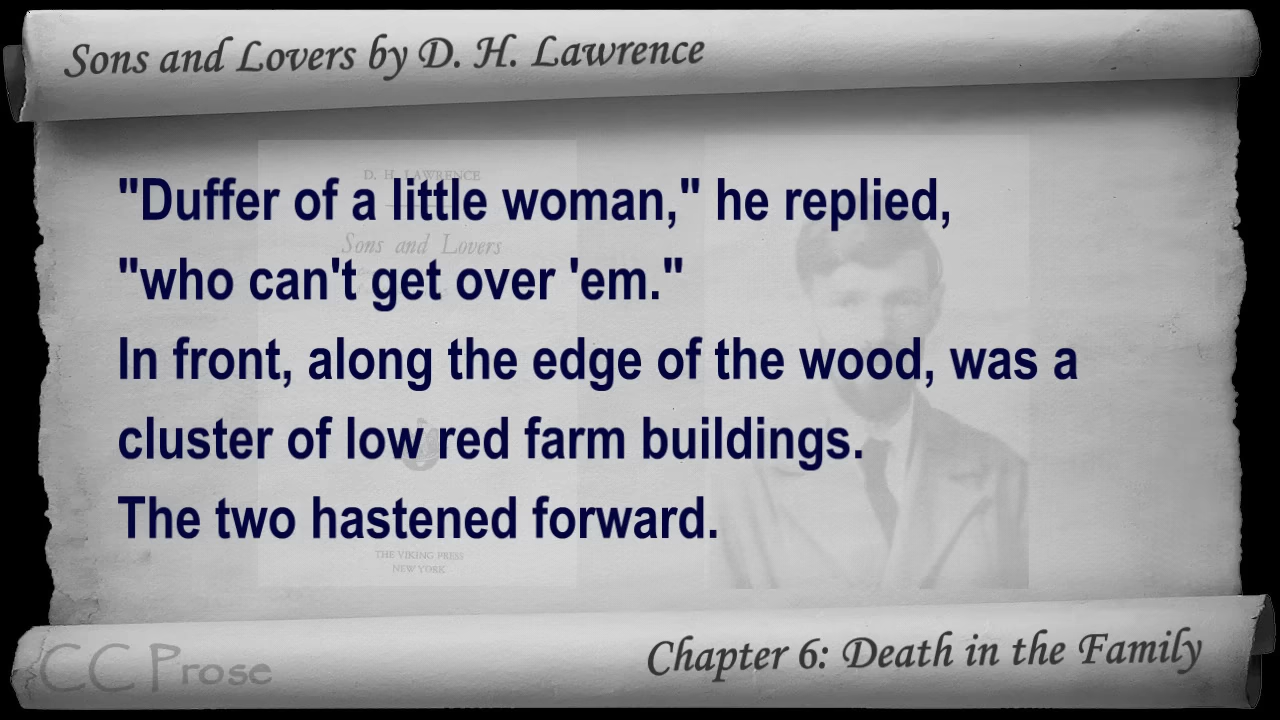 Sons and Lovers by D. H. Lawrence
D. H. LAWRENCE
"Duffer of a little woman," he replied,
Sons and Lovers
"who can't get over 'em."
In front, along the edge of the wood, was a
cluster of low red farm buildings.
The two hastened forward.
THE VIKING PRESS
NEW YORK
Chapter 6: Death in the Family
CC Prose